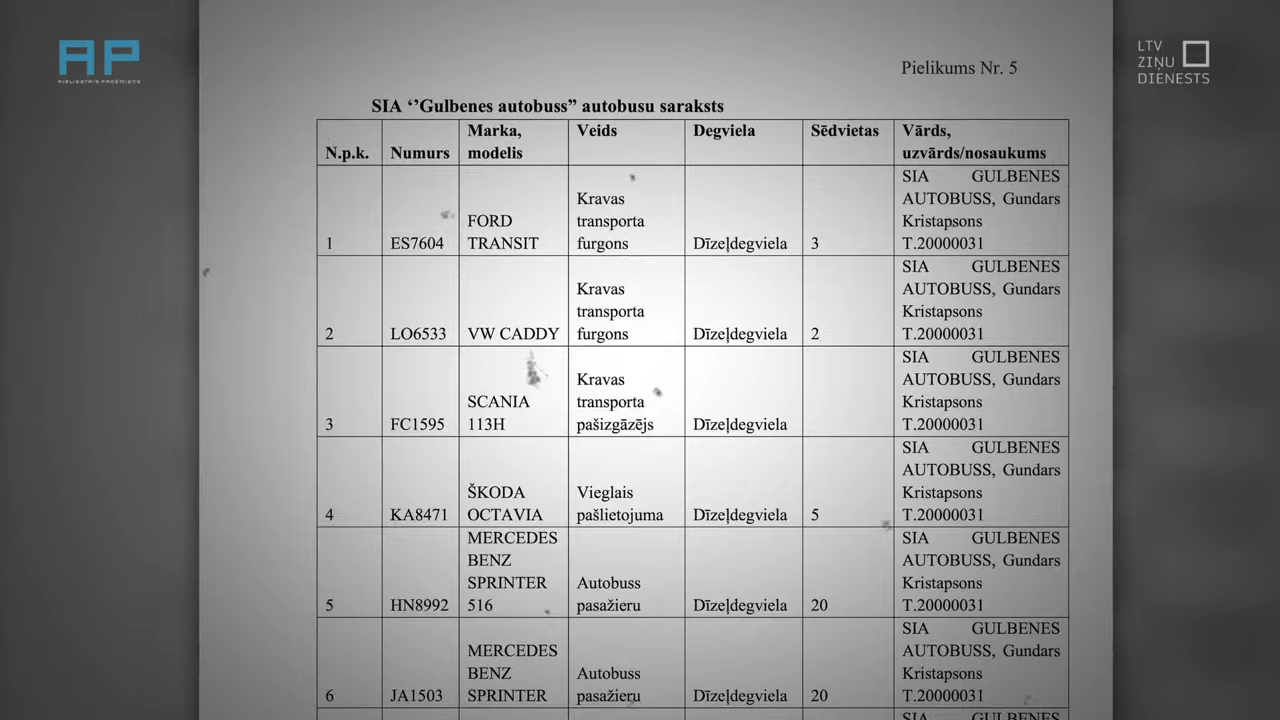 AP
AIZLIEGTAIS PAŅĒMIENS
LTV
ZIŅU
DIENESTS
Pielikums Nr. 5
SIA ‘’Gulbenes autobuss” autobusu saraksts
N.p.k. Numurs Marka, modelis Veids Degviela Sēdvietas Vārds, uzvārds/nosaukums
1 ES7604 FORD TRANSIT Kravas transporta furgons Dīzeļdegviela 3 SIA GULBENES AUTOBUSS, Gundars Kristapsons T.20000031
2 LO6533 VW CADDY Kravas transporta furgons Dīzeļdegviela 2 SIA GULBENES AUTOBUSS, Gundars Kristapsons T.20000031
3 FC1595 SCANIA 113H Kravas transporta pašizgāzējs Dīzeļdegviela SIA GULBENES AUTOBUSS, Gundars Kristapsons T.20000031
4 KA8471 ŠKODA OCTAVIA Vieglais pašlietojuma Dīzeļdegviela 5 SIA GULBENES AUTOBUSS, Gundars Kristapsons T.20000031
5 HN8992 MERCEDES BENZ SPRINTER 516 Autobuss pasažieru Dīzeļdegviela 20 SIA GULBENES AUTOBUSS, Gundars Kristapsons T.20000031
6 JA1503 MERCEDES BENZ SPRINTER Autobuss pasažieru Dīzeļdegviela 20 SIA GULBENES AUTOBUSS, Gundars Kristapsons T.20000031
SIA GULBENES